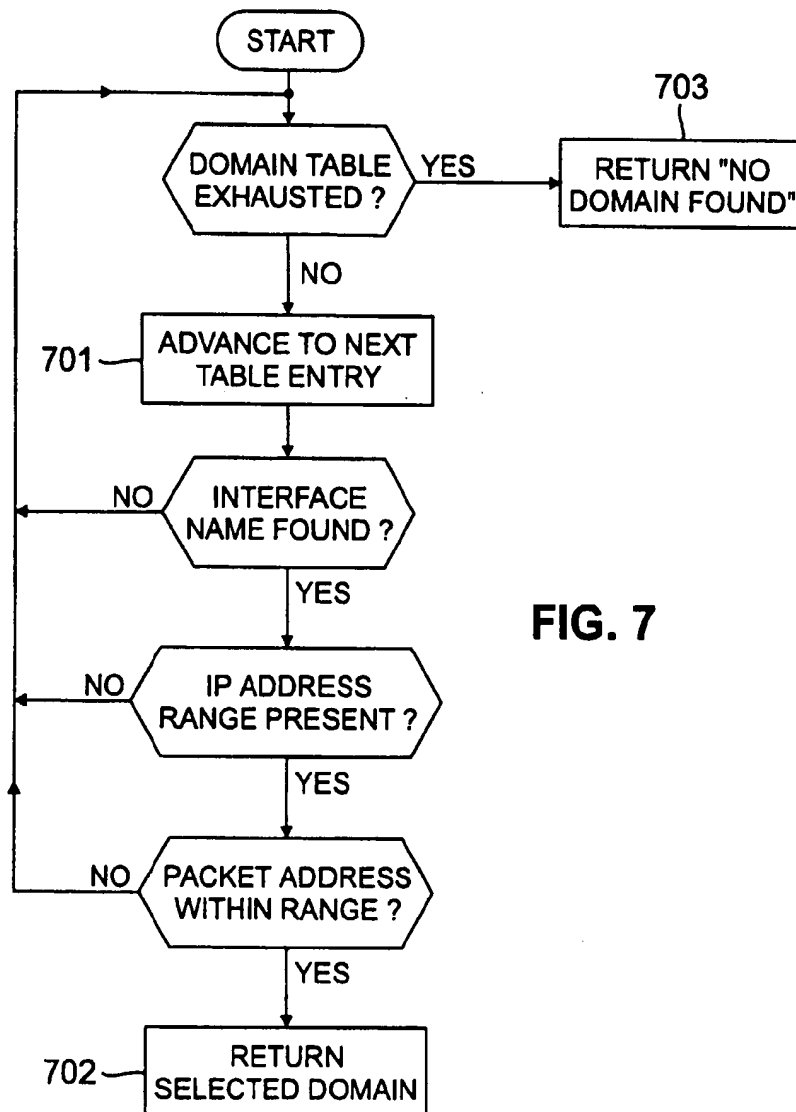 START
703
DOMAIN TABLE
EXHAUSTED ?
YES
RETURN "NO
DOMAIN FOUND"
NO
701
ADVANCE TO NEXT
TABLE ENTRY
NO
INTERFACE
NAME FOUND ?
YES
FIG. 7
NO
IP ADDRESS
RANGE PRESENT ?
YES
NO
PACKET ADDRESS
WITHIN RANGE ?
YES
702
RETURN
SELECTED DOMAIN